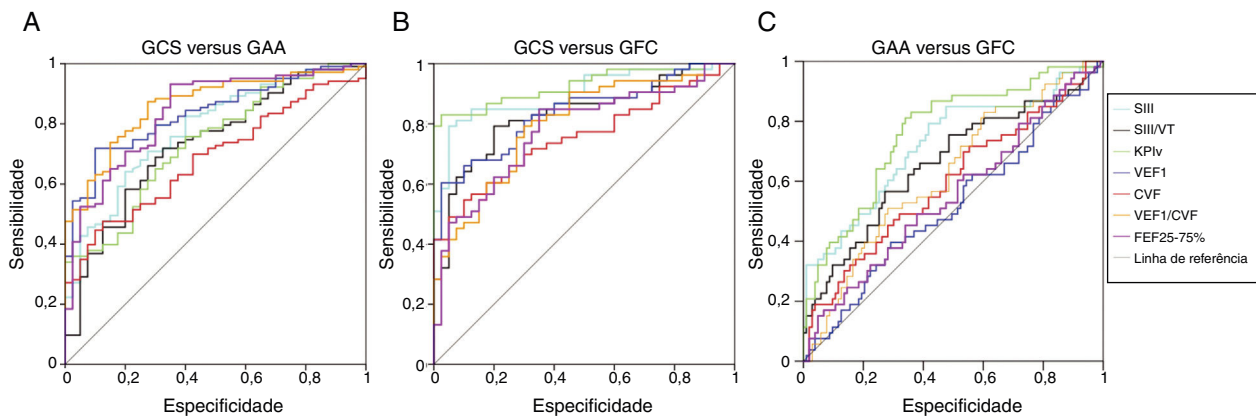 A
GCS versus GAA
1
0,8
0,6
0,4
0,2
0
Sensibilidade
0
0,2
0,4
0,6
0,8
1
Especificidade
B
GCS versus GFC
1
0,8
0,6
0,4
0,2
0
Sensibilidade
0
0,2
0,4
0,6
0,8
1
Especificidade
C
GAA versus GFC
1
0,8
0,6
0,4
0,2
0
Sensibilidade
0
0,2
0,4
0,6
0,8
1
Especificidade
SIII
SIII/VT
KPIv
VEF1
CVF
VEF1/CVF
FEF25-75%
Linha de referência